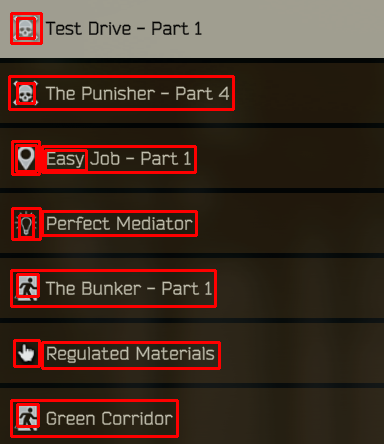 Test Drive - Part 1
The Punisher - Part 4
Easy Job - Part 1
Perfect Mediator
The Bunker - Part 1
Regulated Materials
Green Corridor